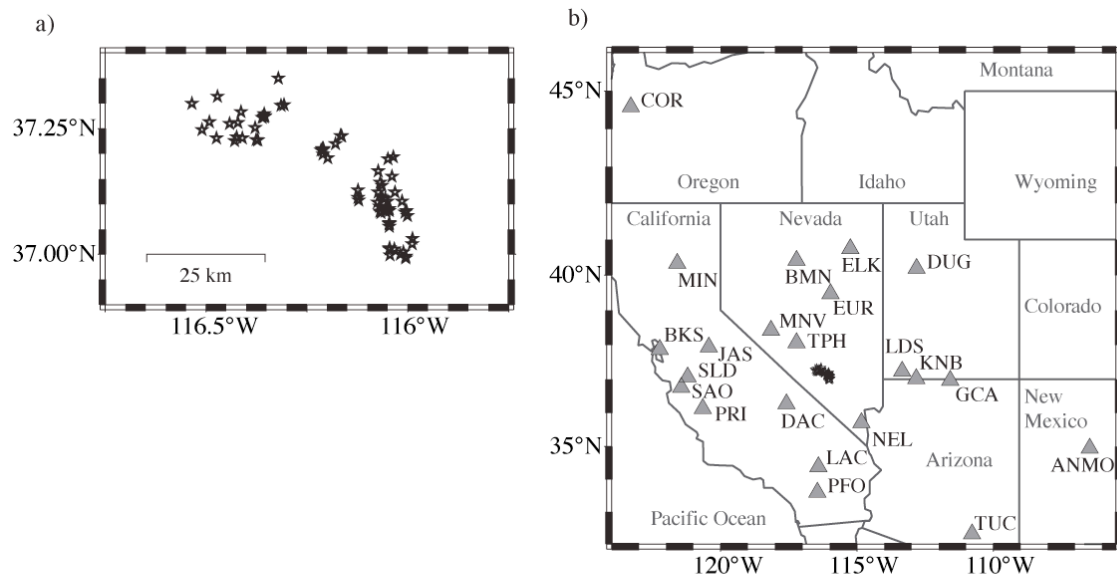 a)
37.25°N
37.00°N
25 km
116.5°W
116°W
b)
45°N
40°N
35°N
120°W
115°W
110°W
COR
Montana
Oregon
Idaho
Wyoming
California
Nevada
Utah
MIN
BMN
ELK
DUG
EUR
Colorado
MNV
BKS
JAS
TPH
LDS
KNB
SLD
SAO
GCA
PRI
DAC
New
Mexico
NEL
LAC
Arizona
ANMO
PFO
Pacific Ocean
TUC